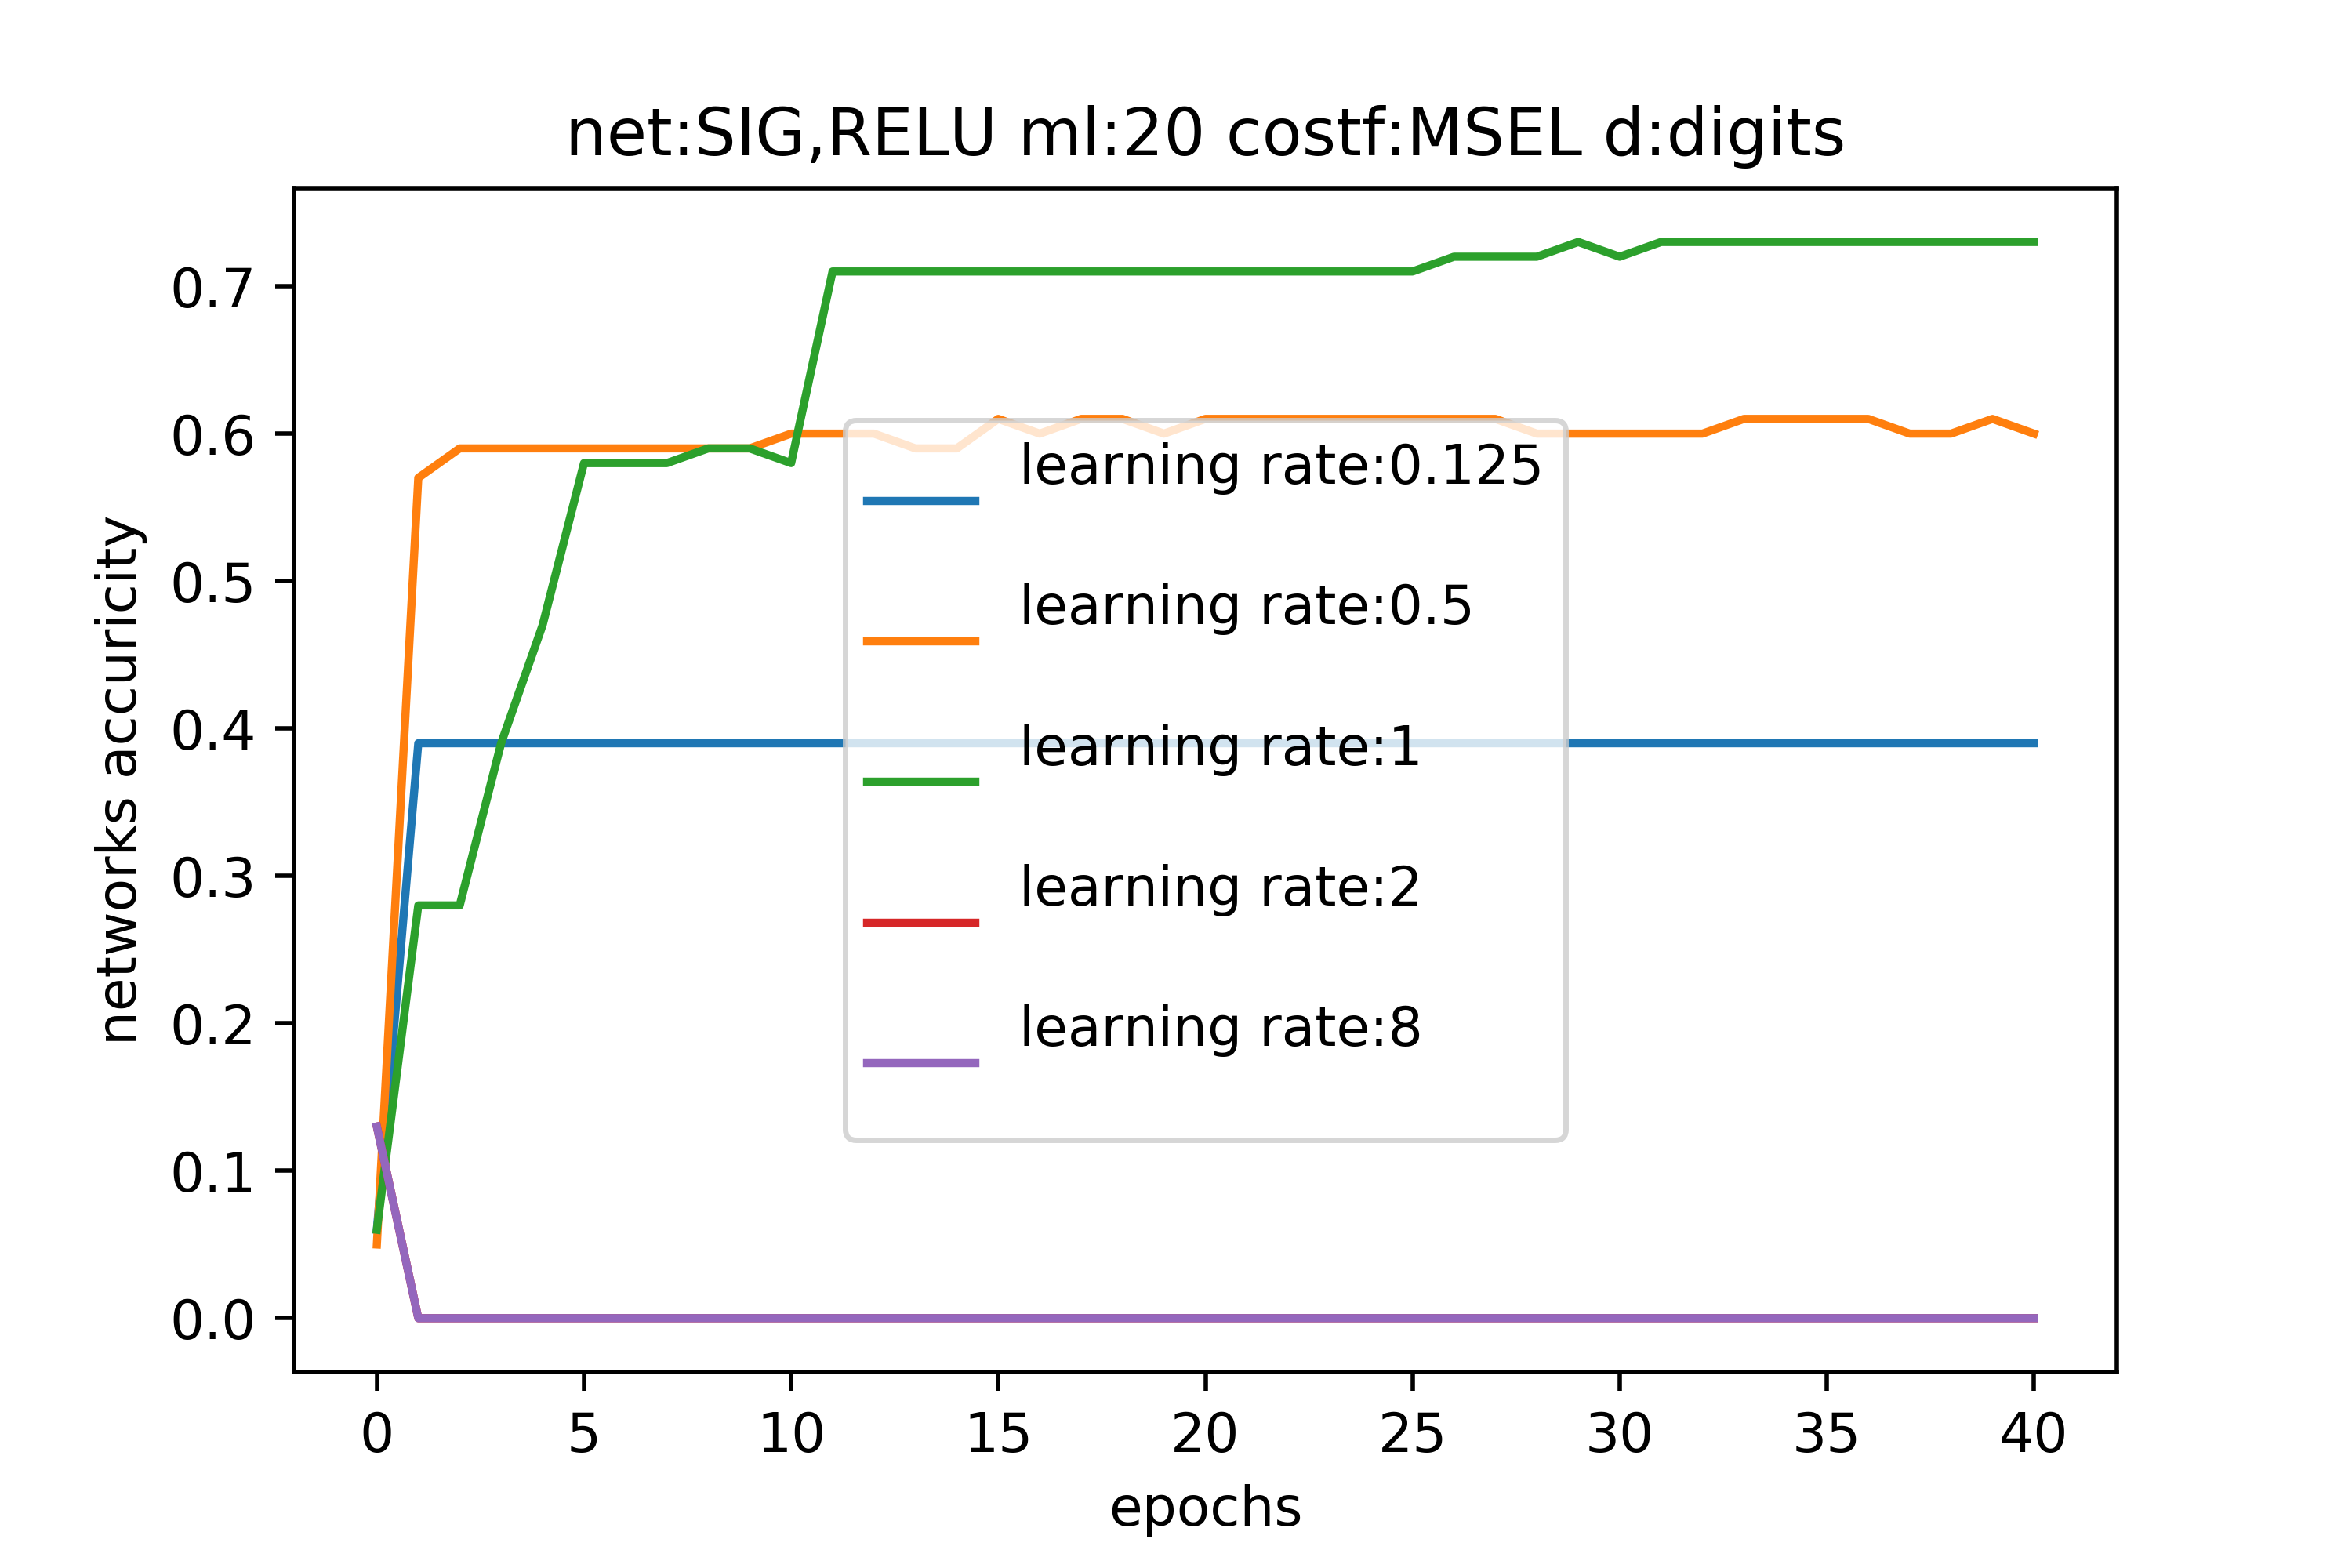 net:SIG,RELU ml:20 costf:MSEL d:digits
networks accuricity
0.7
0.6
0.5
0.4
0.3
0.2
0.1
0.0
learning rate:0.125
learning rate:0.5
learning rate:1
learning rate:2
learning rate:8
0 5 10 15 20 25 30 35 40
epochs